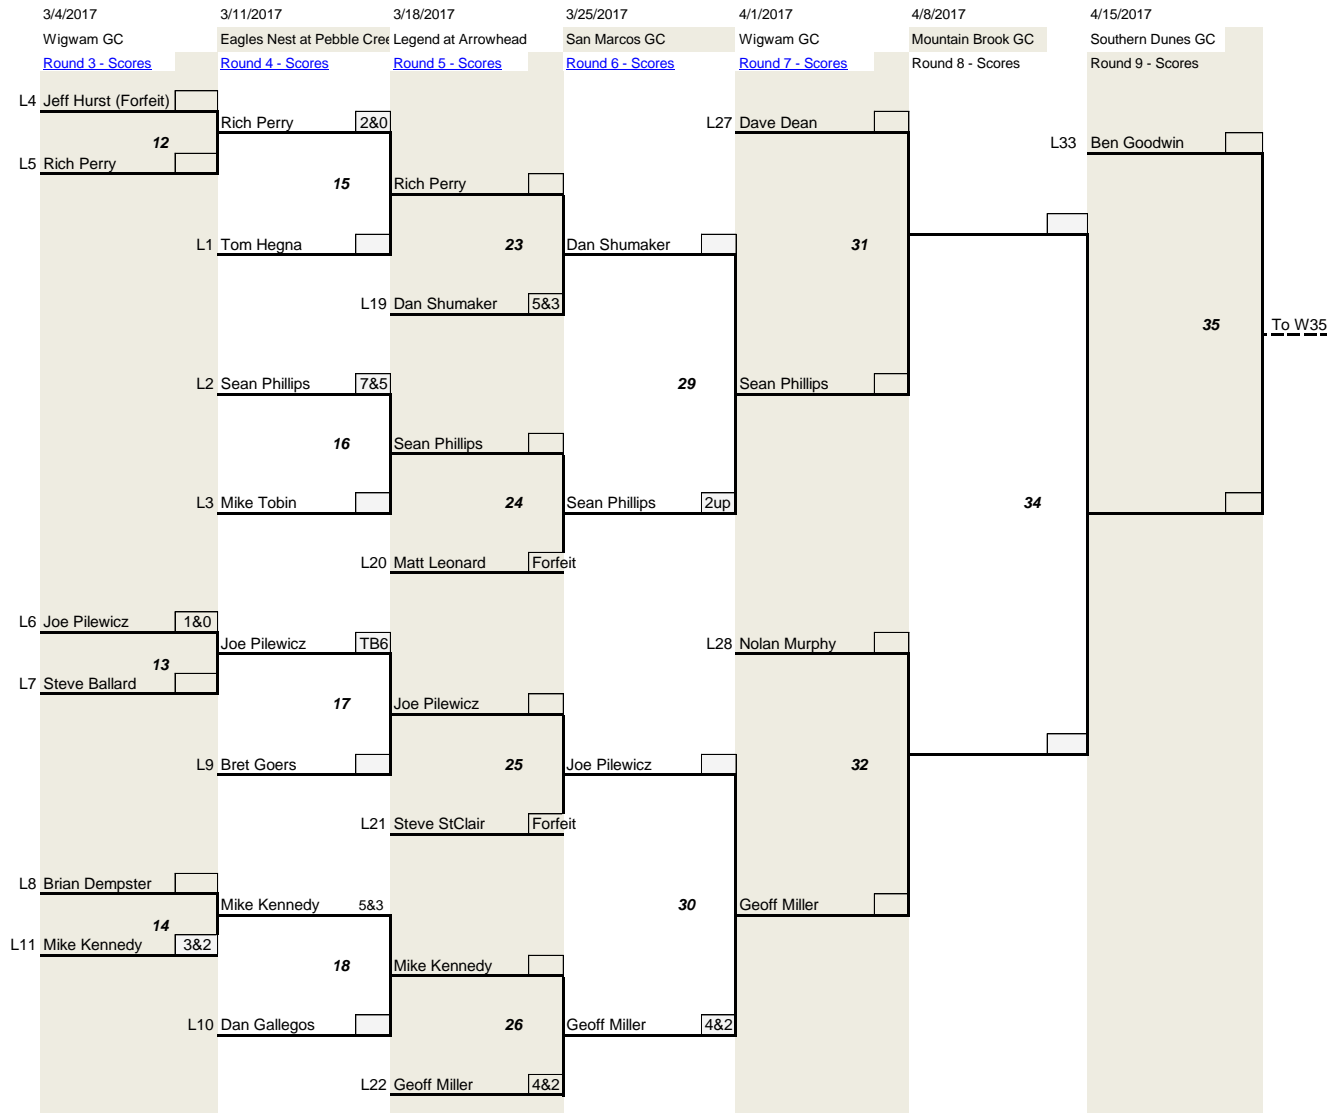 3/4/2017 3/11/2017 3/18/2017 3/25/2017 4/1/2017 4/8/2017 4/15/2017
Wigwam GC Eagles Nest at Pebble Cree Legend at Arrowhead San Marcos GC Wigwam GC Mountain Brook GC Southern Dunes GC
Round 3 - Scores Round 4 - Scores Round 5 - Scores Round 6 - Scores Round 7 - Scores Round 8 - Scores Round 9 - Scores
L4 Jeff Hurst (Forfeit)
Rich Perry 2&0 L27 Dave Dean
12 L33 Ben Goodwin
L5 Rich Perry
15 Rich Perry
L1 Tom Hegna 23 Dan Shumaker 31
L19 Dan Shumaker 5&3
35 To W35
L2 Sean Phillips 7&5 29 Sean Phillips
16 Sean Phillips
L3 Mike Tobin 24 Sean Phillips 2up 34
L20 Matt Leonard Forfeit
L6 Joe Pilewicz 1&0
Joe Pilewicz TB6 L28 Nolan Murphy
13
L7 Steve Ballard
17 Joe Pilewicz
L9 Bret Goers 25 Joe Pilewicz 32
L21 Steve StClair Forfeit
L8 Brian Dempster
Mike Kennedy 5&3 30 Geoff Miller
14
L11 Mike Kennedy 3&2
18 Mike Kennedy
L10 Dan Gallegos 26 Geoff Miller 4&2
L22 Geoff Miller 4&2